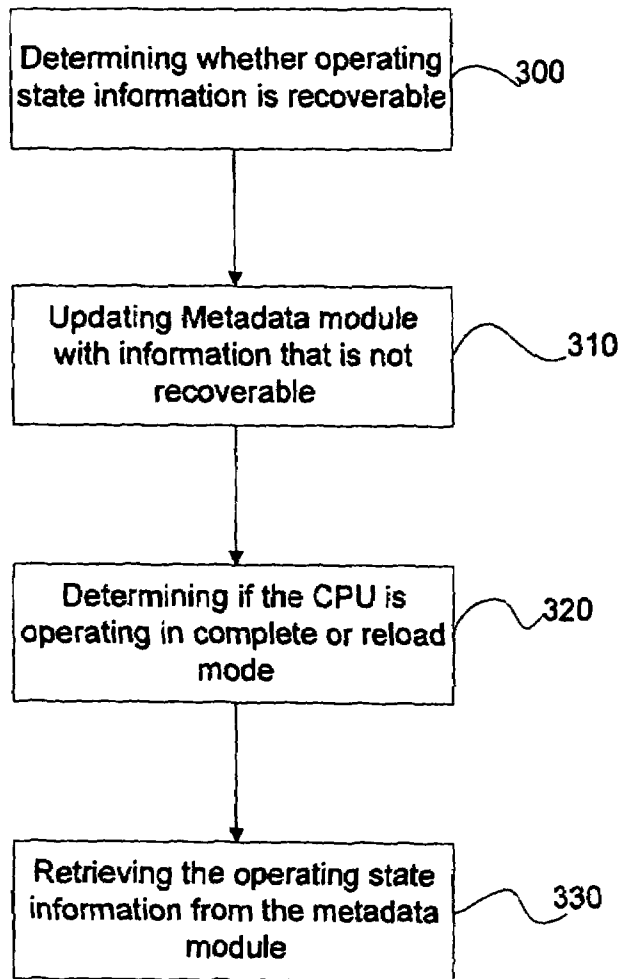 Determining whether operating
state information is recoverable
300
Updating Metadata module
with information that is not
recoverable
310
Determining if the CPU is
operating in complete or reload
mode
320
Retrieving the operating state
information from the metadata
module
330